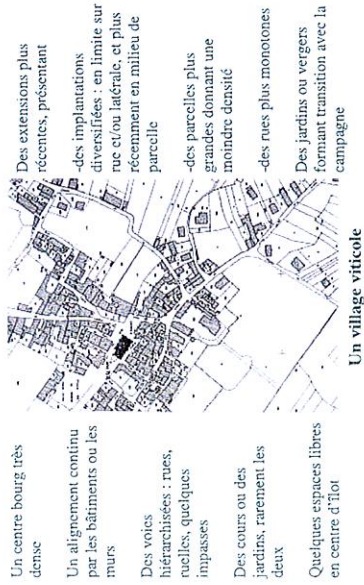 Un centre bourg très
dense
Un alignement continu
par les bâtiments ou les
murs
Des voies
hiérarchisées : rues,
ruelles, quelques
impasses
Des cours ou des
jardins, rarement les
deux
Quelques espaces libres
en centre d'îlot
Des extensions plus
récentes, présentant
-des implantations
diversifiées : en limite sur
rue et/ou latérale, et plus
récemment en milieu de
parcelle
-des parcelles plus
grandes donnant une
moindre densité
-des rues plus monotones
Des jardins ou vergers
formant transition avec la
campagne
Un village viticole